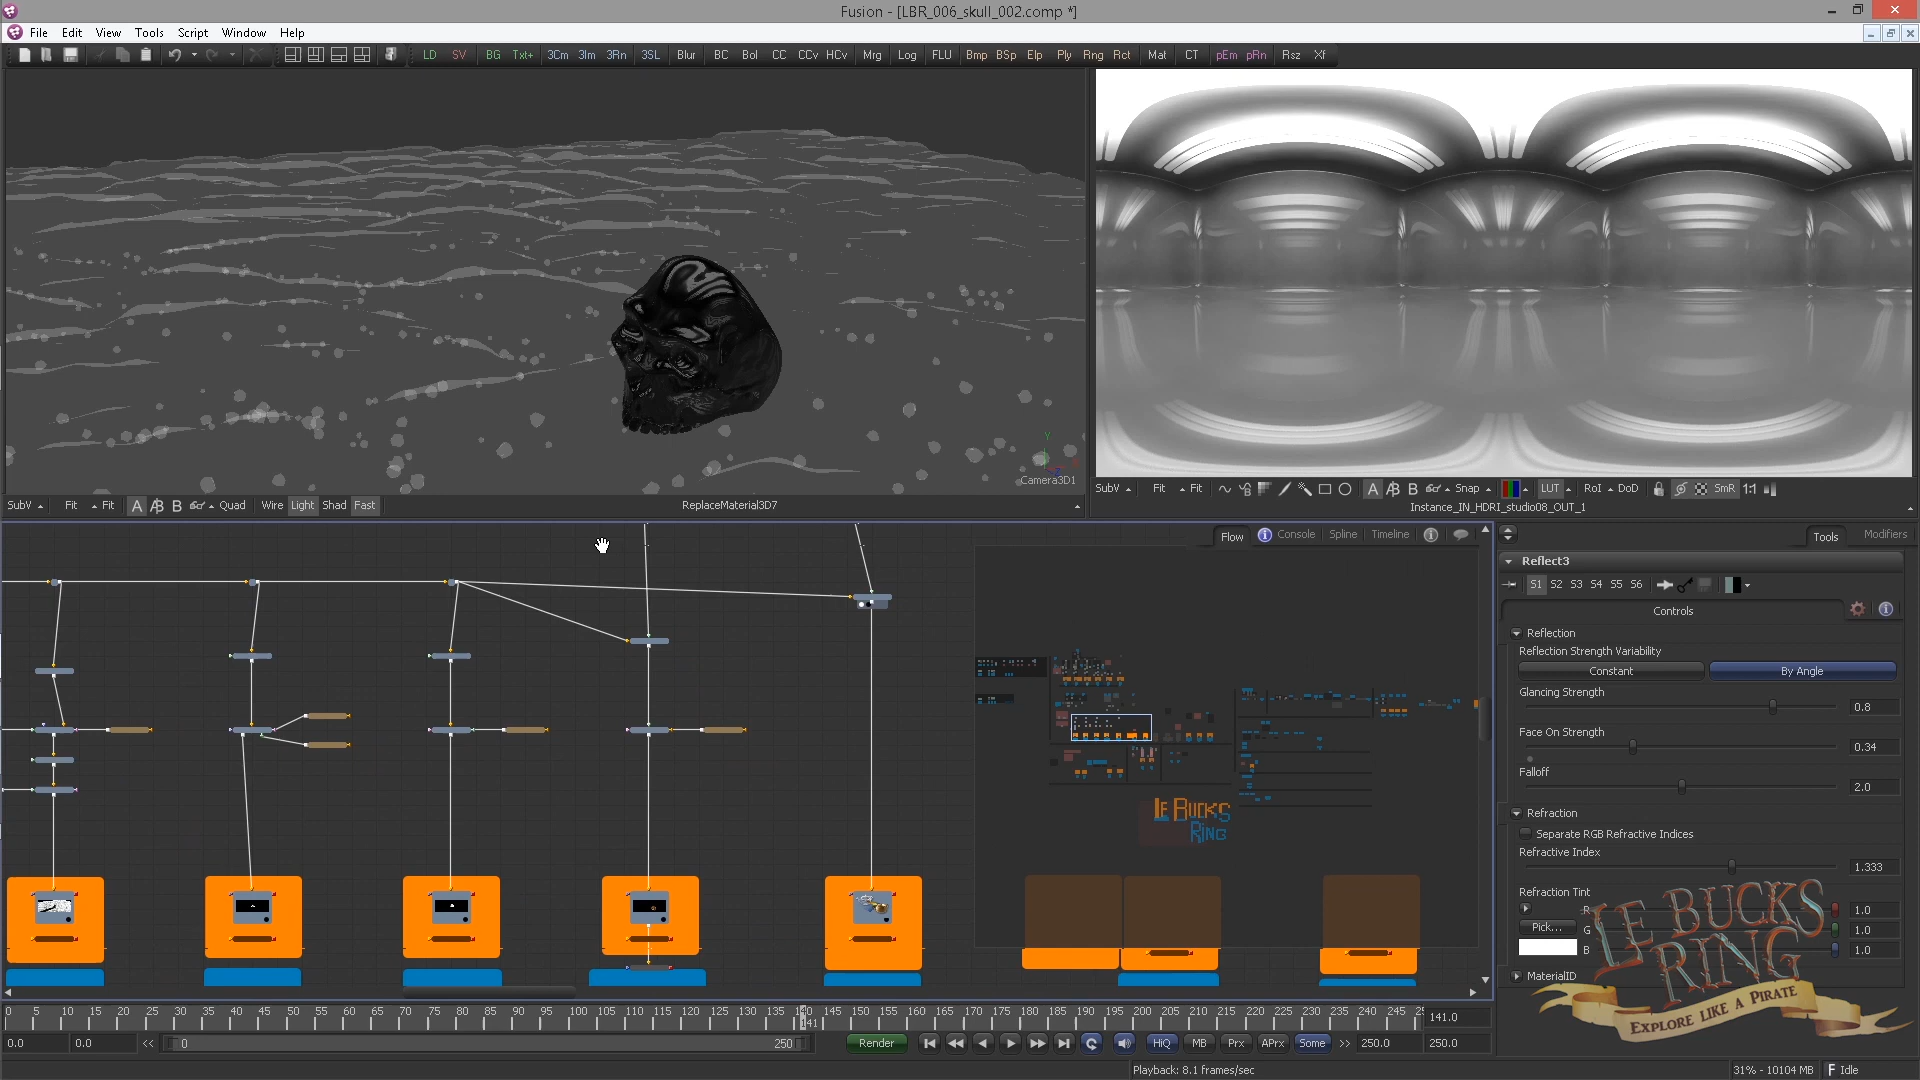 Fusion - [LBR_006_skull_002.comp *]
File Edit View Tools Script Window Help
LD SV BG Txt+ 3Cm 3Im 3Rn 3SL Blur BC Bol CC CCv HCv Mrg Log FLU Bmp BSp Elp Ply Rng Rct Mat CT pEm pRn Rsz Xf
Y
Camera3D1
SubV Fit Fit A B Quad Wire Light Shad Fast ReplaceMaterial3D7
SubV Fit Fit A B Snap LUT RoI DoD SmR 1:1
Instance_IN_HDRI_studio08_OUT_1
Flow Console Spline Timeline
Tools Modifiers
Reflect3
S1 S2 S3 S4 S5 S6
Controls
Reflection
Reflection Strength Variability
Constant By Angle
Glancing Strength
0.8
Face On Strength
0.34
Falloff
2.0
Refraction
Separate RGB Refractive Indices
Refractive Index
1.333
Refraction Tint
R 1.0
Pick... G 1.0
B 1.0
MaterialID
LE BUCKS
RING
LE BUCKS
RING
EXPLORE LIKE A PIRATE
0 5 10 15 20 25 30 35 40 45 50 55 60 65 70 75 80 85 90 95 100 105 110 115 120 125 130 135 140 145 150 155 160 165 170 175 180 185 190 195 200 205 210 215 220 225 230 235 240 245
141
141.0
0.0 0.0 << 0 250 Render HiQ MB Prx APrx Some >> 250.0 250.0
Playback: 8.1 frames/sec
31% - 10104 MB
Idle